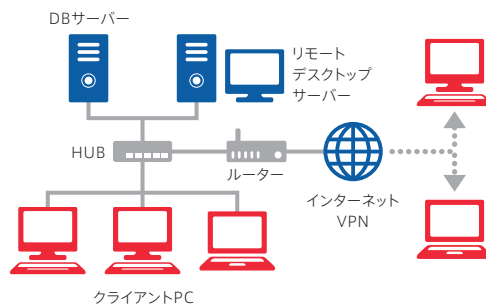 DBサーバー
リモート
デスクトップ
サーバー
HUB
ルーター
インターネット
VPN
クライアントPC